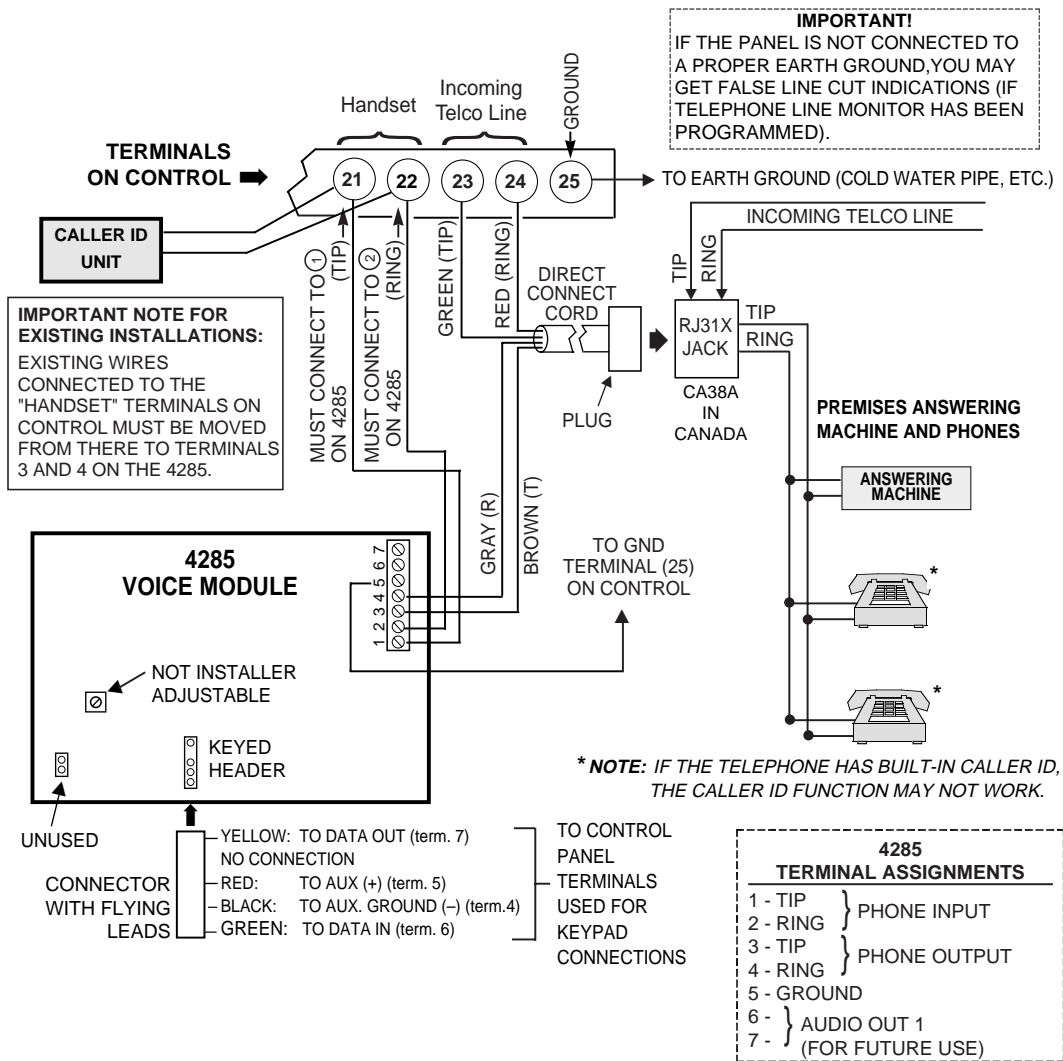 IMPORTANT!
IF THE PANEL IS NOT CONNECTED TO
A PROPER EARTH GROUND,YOU MAY
GET FALSE LINE CUT INDICATIONS (IF
TELEPHONE LINE MONITOR HAS BEEN
PROGRAMMED).
Handset
Incoming
Telco Line
GROUND
TERMINALS
ON CONTROL
21
22
23
24
25
TO EARTH GROUND (COLD WATER PIPE, ETC.)
CALLER ID
UNIT
INCOMING TELCO LINE
TIP
RING
MUST CONNECT TO 1
ON 4285
(TIP)
MUST CONNECT TO 2
ON 4285
(RING)
GREEN (TIP)
RED (RING)
DIRECT
CONNECT
CORD
PLUG
RJ31X
JACK
TIP
RING
CA38A
IN
CANADA
IMPORTANT NOTE FOR
EXISTING INSTALLATIONS:
EXISTING WIRES
CONNECTED TO THE
"HANDSET" TERMINALS ON
CONTROL MUST BE MOVED
FROM THERE TO TERMINALS
3 AND 4 ON THE 4285.
PREMISES ANSWERING
MACHINE AND PHONES
ANSWERING
MACHINE
*
*
GRAY (R)
BROWN (T)
4285
VOICE MODULE
7
6
5
4
3
2
1
TO GND
TERMINAL (25)
ON CONTROL
NOT INSTALLER
ADJUSTABLE
KEYED
HEADER
UNUSED
* NOTE: IF THE TELEPHONE HAS BUILT-IN CALLER ID,
THE CALLER ID FUNCTION MAY NOT WORK.
CONNECTOR
WITH FLYING
LEADS
YELLOW: TO DATA OUT (term. 7)
NO CONNECTION
RED: TO AUX (+) (term. 5)
BLACK: TO AUX. GROUND (–) (term.4)
GREEN: TO DATA IN (term. 6)
TO CONTROL
PANEL
TERMINALS
USED FOR
KEYPAD
CONNECTIONS
4285
TERMINAL ASSIGNMENTS
1 - TIP
2 - RING
PHONE INPUT
3 - TIP
4 - RING
PHONE OUTPUT
5 - GROUND
6 -
7 -
AUDIO OUT 1
(FOR FUTURE USE)